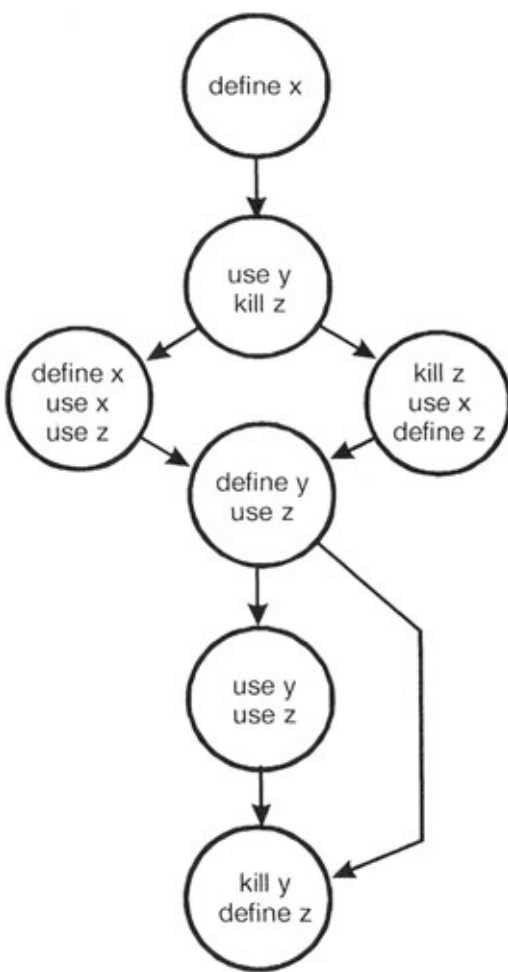 define x
use y
kill z
define x
use x
use z
kill z
use x
define z
define y
use z
use y
use z
kill y
define z